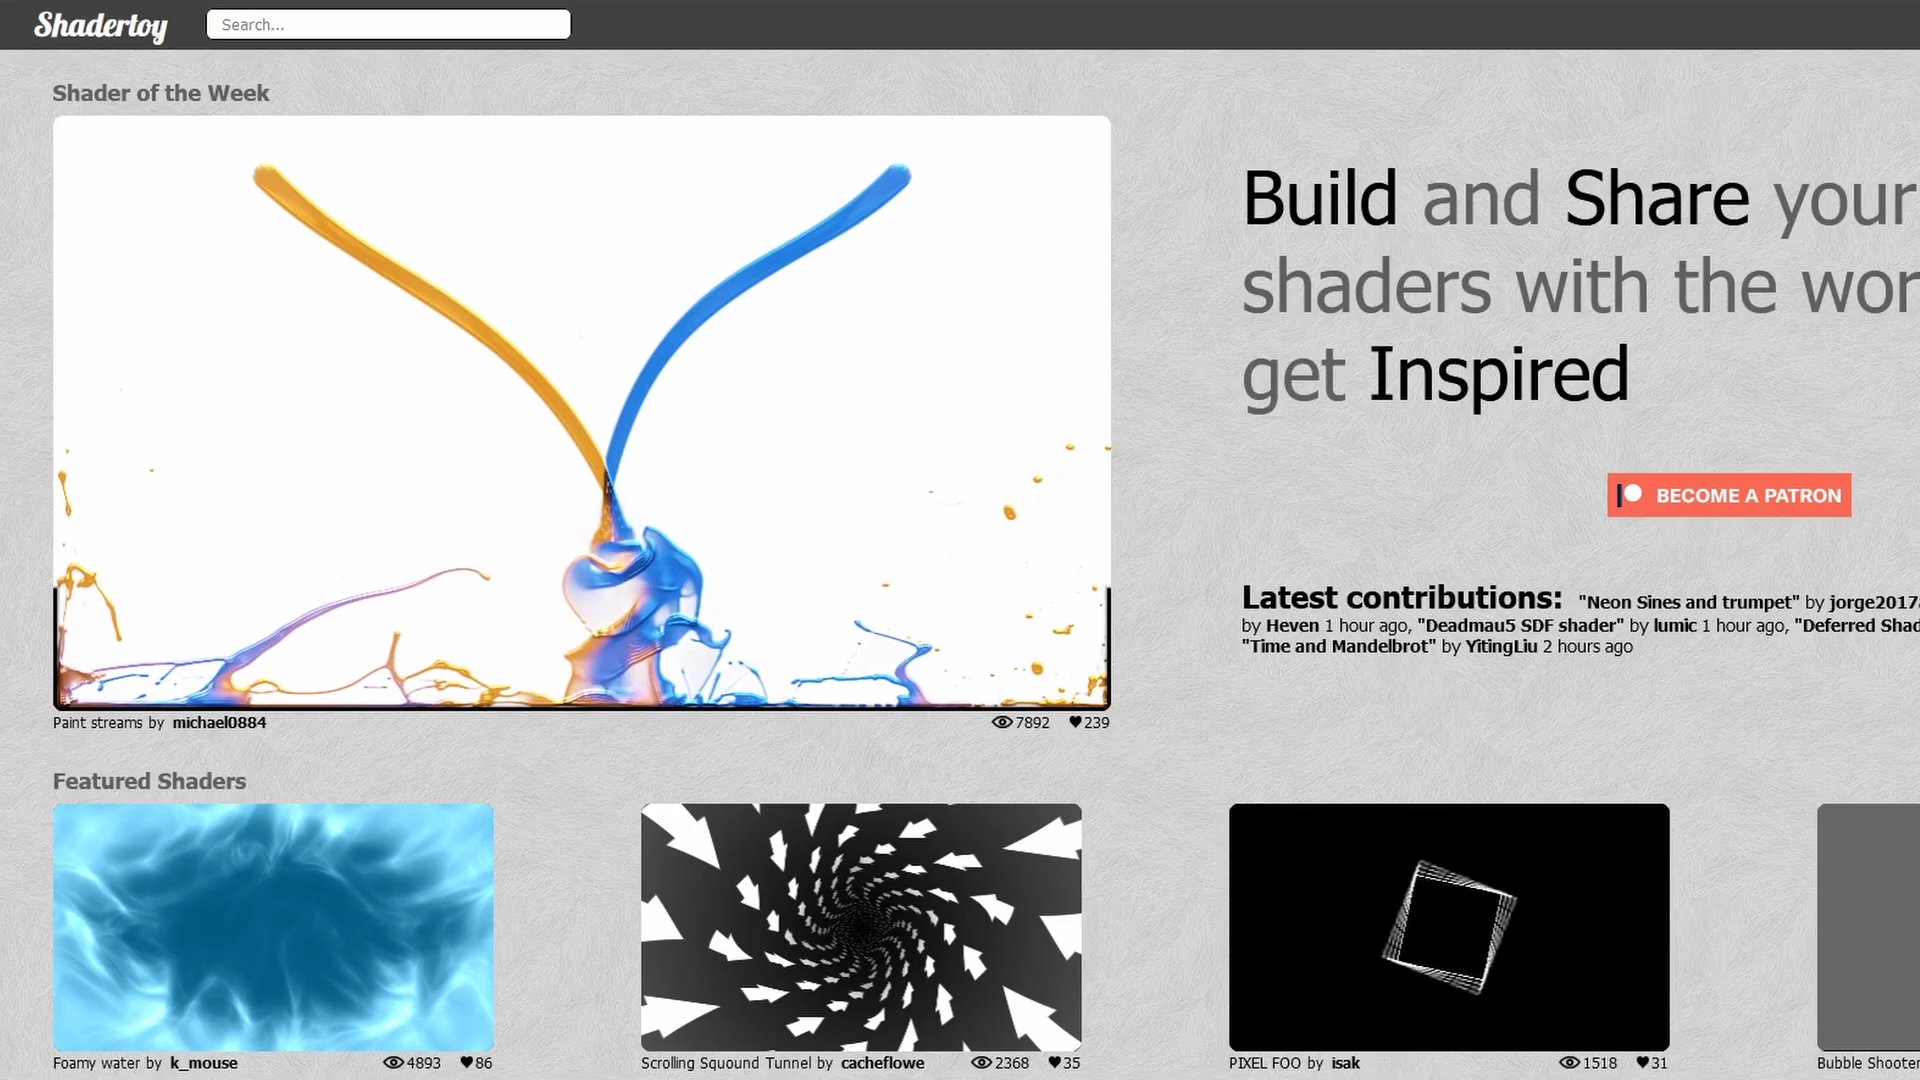 Shadertoy
Search...
Shader of the Week
Build and Share your
shaders with the
get Inspired
BECOME A PATRON
Latest contributions: "Neon Sines and trumpet" by
by Heven 1 hour ago, "Deadmau5 SDF shader" by lumic 1 hour ago, "Deferred
"Time and Mandelbrot" by YitingLiu 2 hours ago
Paint streams by michael0884
7892
239
Featured Shaders
Foamy water by k_mouse
4893
86
Scrolling Squound Tunnel by cacheflowe
2368
35
PIXEL FOO by isak
1518
31
Bubble